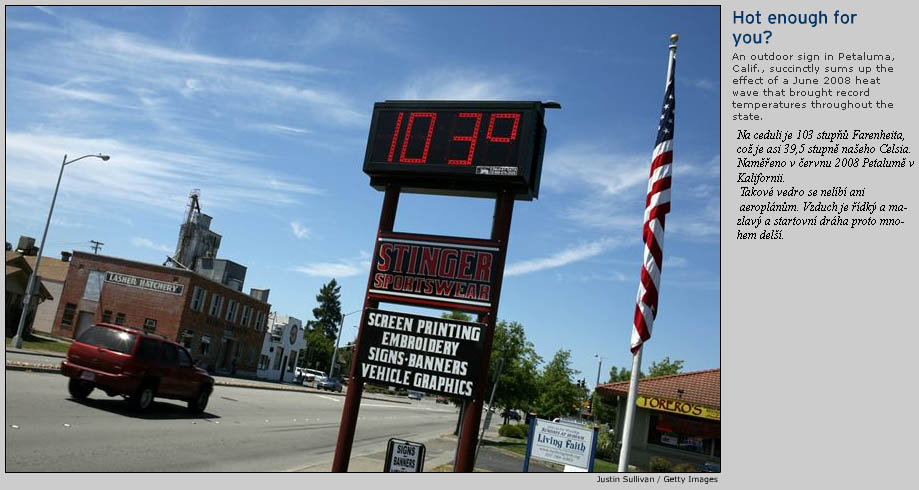 Hot enough for
you?
An outdoor sign in Petaluma,
Calif., succinctly sums up the
effect of a June 2008 heat
wave that brought record
temperatures throughout the
state.
Na ceduli je 103 stupňů Farenheita,
což je asi 39,5 stupně našeho Celsia.
Naměřeno v červnu 2008 Petalumě v
Kalifornii.
Takové vedro se nelíbí ani
aeroplánům. Vzduch je řídký a ma-
zlavý a startovní dráha proto mno-
hem delší.
103°
STINGER
SPORTSWEAR
SCREEN PRINTING
EMBROIDERY
SIGNS·BANNERS
VEHICLE GRAPHICS
LASHER HATCHERY
SIGNS
BANNERS
Living Faith
TORERO'S
Justin Sullivan / Getty Images